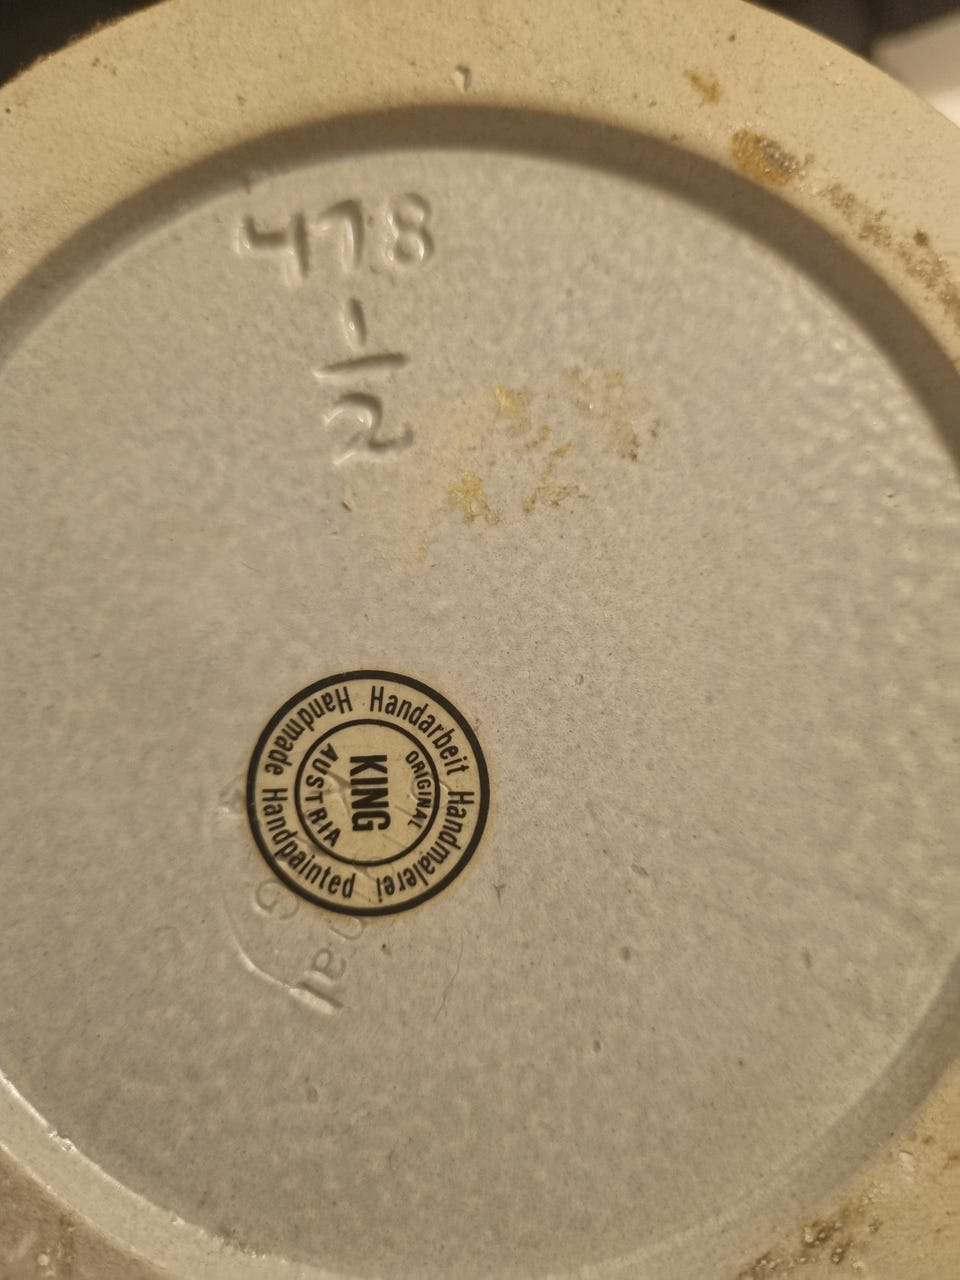 478
1
2
Handarbeit Handmalerei
Handmade Handpainted
ORIGINAL
KING
AUSTRIA